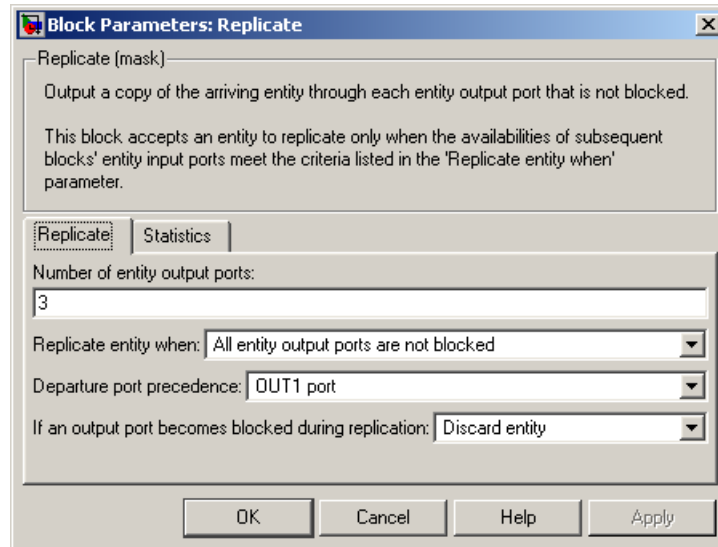 Block Parameters: Replicate
Replicate (mask)
Output a copy of the arriving entity through each entity output port that is not blocked.
This block accepts an entity to replicate only when the availabilities of subsequent
blocks' entity input ports meet the criteria listed in the 'Replicate entity when'
parameter.
Replicate Statistics
Number of entity output ports:
3
Replicate entity when: All entity output ports are not blocked
Departure port precedence: OUT1 port
If an output port becomes blocked during replication: Discard entity
OK Cancel Help Apply